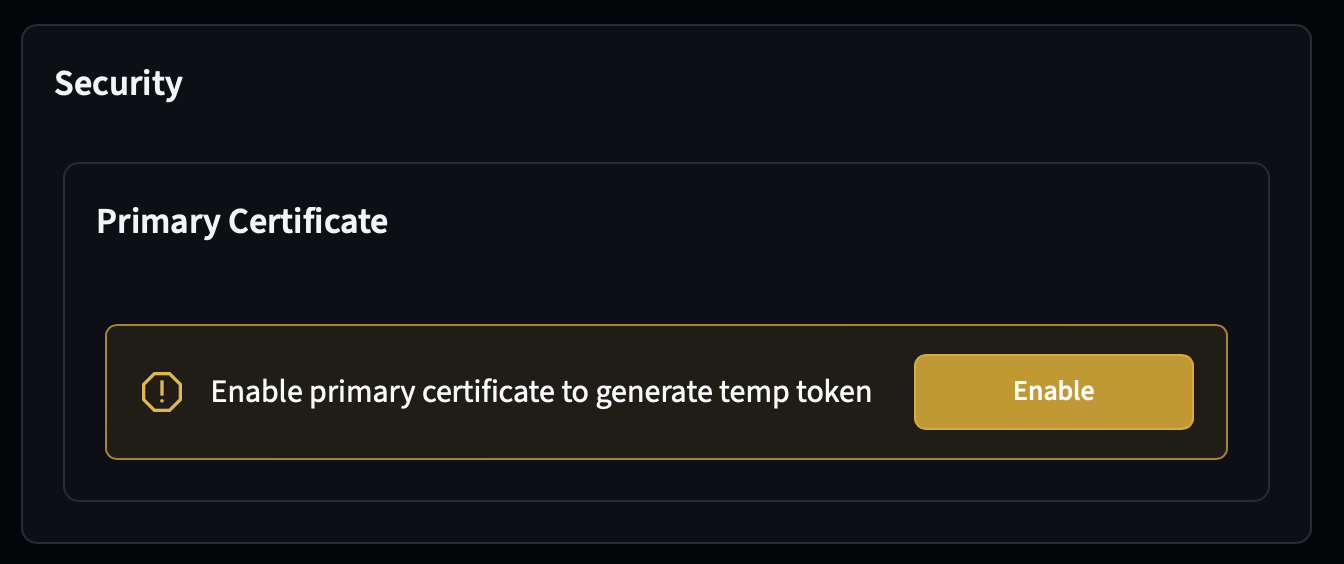 Security
Primary Certificate
Enable primary certificate to generate temp token
Enable